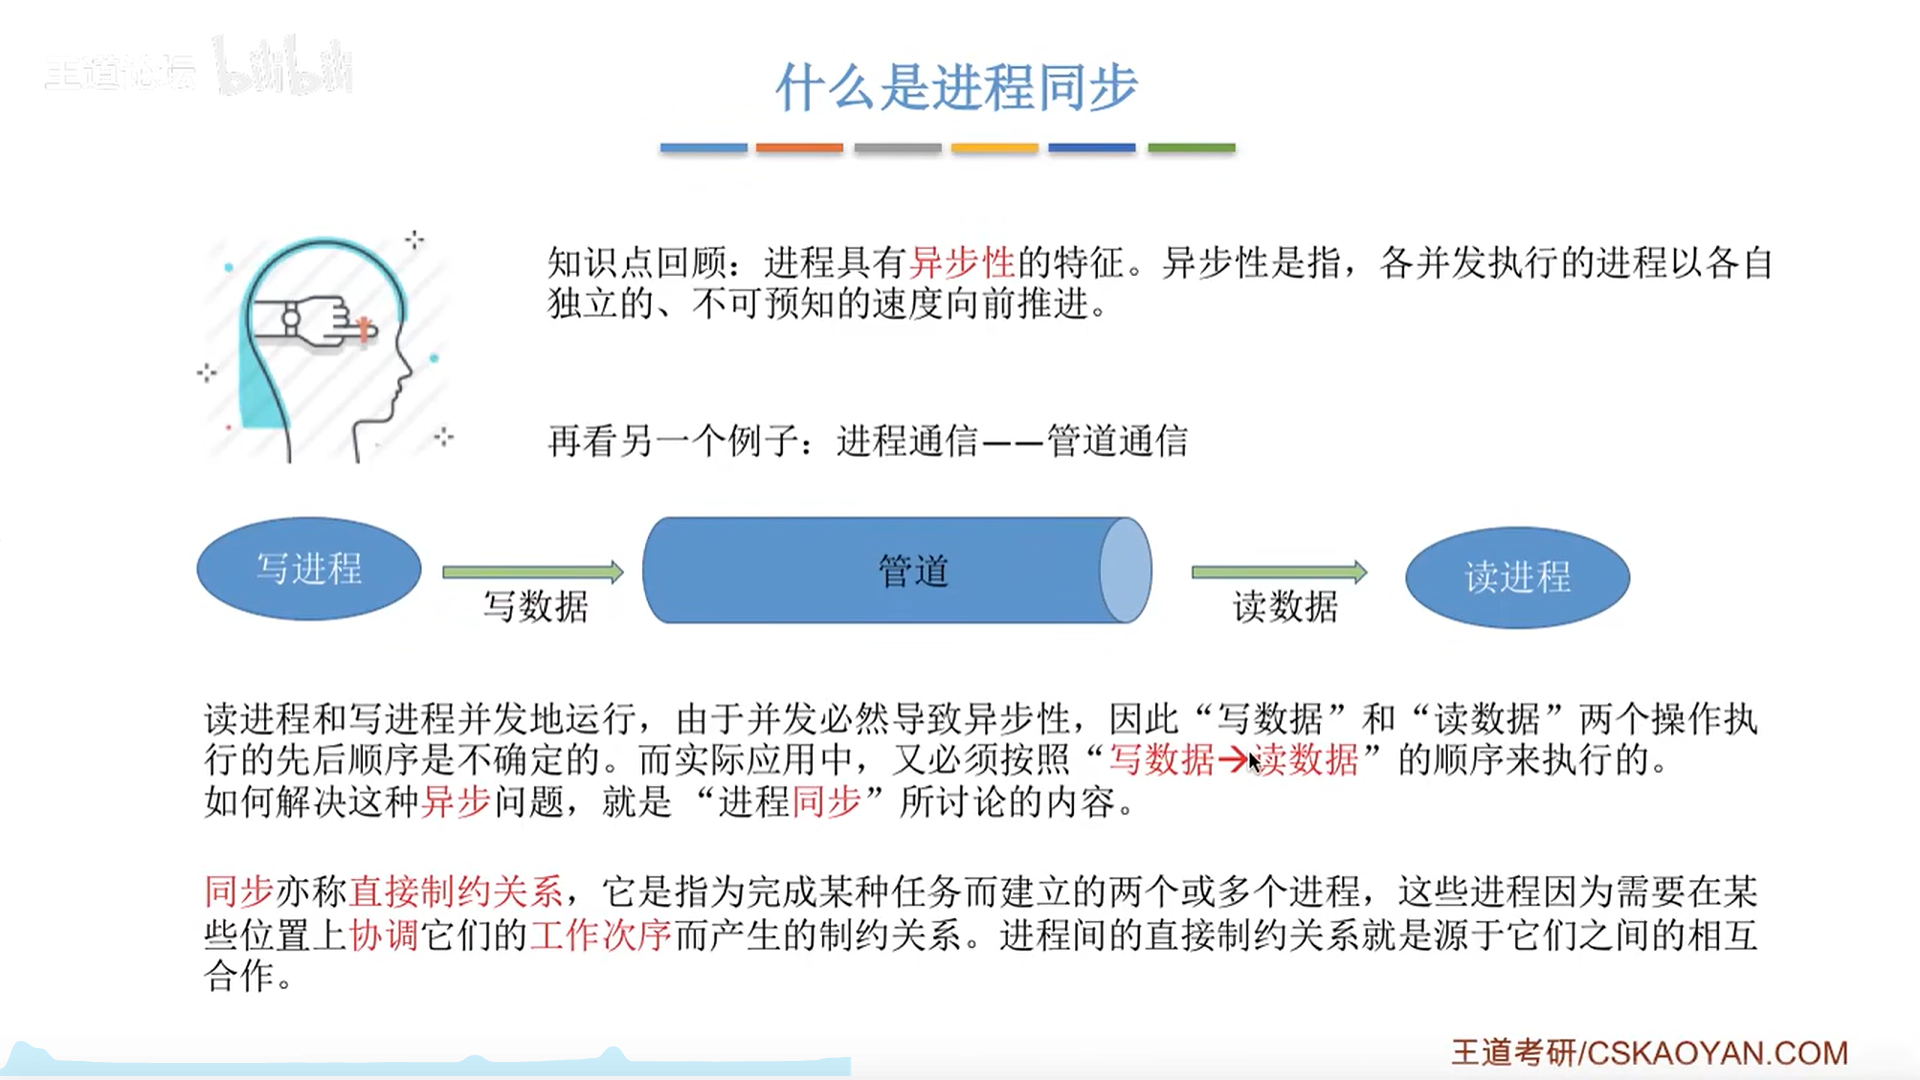 王道论坛 bilibili
什么是进程同步
知识点回顾：进程具有异步性的特征。异步性是指，各并发执行的进程以各自
独立的、不可预知的速度向前推进。
再看另一个例子：进程通信——管道通信
写进程
写数据
管道
读数据
读进程
读进程和写进程并发地运行，由于并发必然导致异步性，因此“写数据”和“读数据”两个操作执
行的先后顺序是不确定的。而实际应用中，又必须按照“写数据→读数据”的顺序来执行的。
如何解决这种异步问题，就是 “进程同步”所讨论的内容。
同步亦称直接制约关系，它是指为完成某种任务而建立的两个或多个进程，这些进程因为需要在某
些位置上协调它们的工作次序而产生的制约关系。进程间的直接制约关系就是源于它们之间的相互
合作。
王道考研/CSKAOYAN.COM